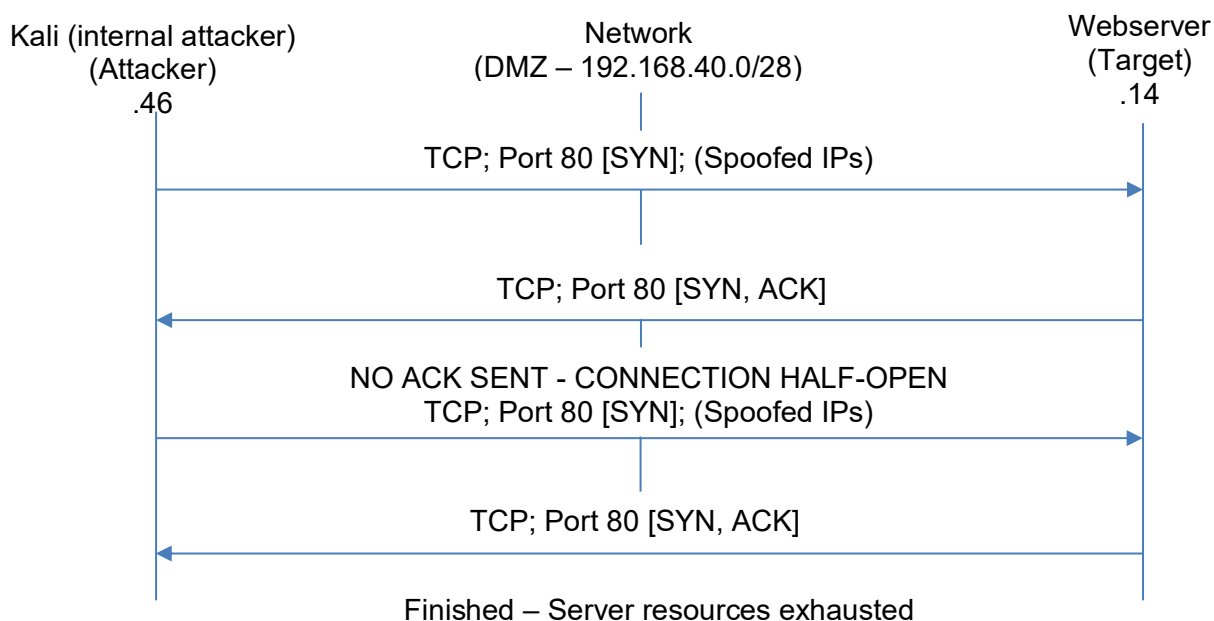 Kali (internal attacker)
(Attacker)
.46
Network
(DMZ – 192.168.40.0/28)
Webserver
(Target)
.14
TCP; Port 80 [SYN]; (Spoofed IPs)
TCP; Port 80 [SYN, ACK]
NO ACK SENT - CONNECTION HALF-OPEN
TCP; Port 80 [SYN]; (Spoofed IPs)
TCP; Port 80 [SYN, ACK]
Finished – Server resources exhausted